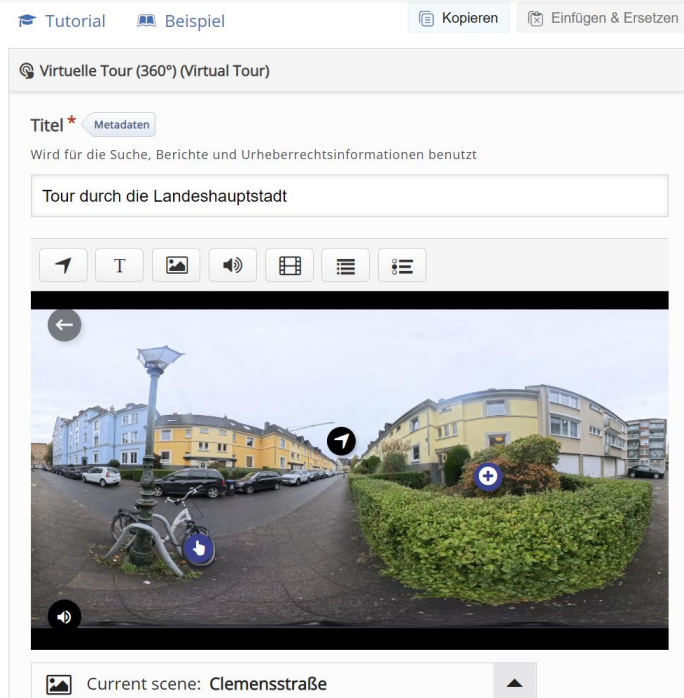 Tutorial Beispiel Kopieren Einfügen & Ersetzen
Virtuelle Tour (360°) (Virtual Tour)
Titel * Metadaten
Wird für die Suche, Berichte und Urheberrechtsinformationen benutzt
Tour durch die Landeshauptstadt
T
Current scene: Clemensstraße